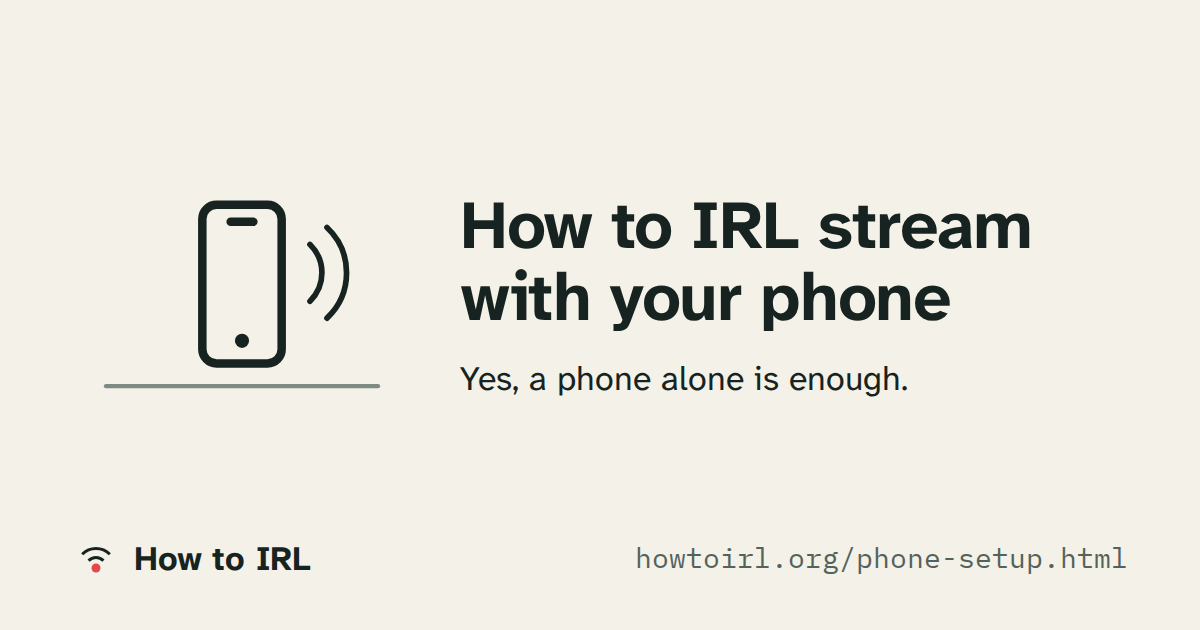 How to IRL stream
with your phone
Yes, a phone alone is enough.
How to IRL
howtoirl.org/phone-setup.html